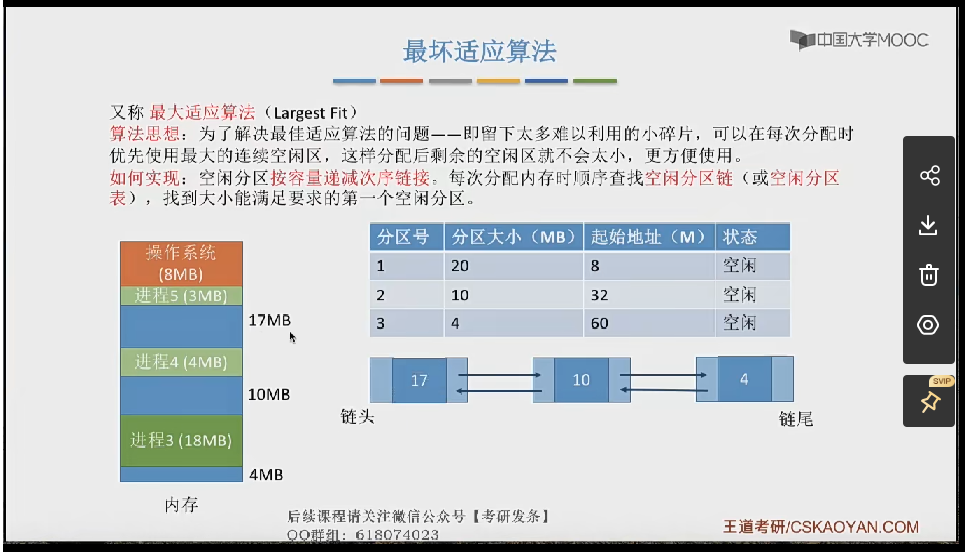 中国大学MOOC
最坏适应算法
又称 最大适应算法（Largest Fit）
算法思想：为了解决最佳适应算法的问题——即留下太多难以利用的小碎片，可以在每次分配时
优先使用最大的连续空闲区，这样分配后剩余的空闲区就不会太小，更方便使用。
如何实现：空闲分区按容量递减次序链接。每次分配内存时顺序查找空闲分区链（或空闲分区
表），找到大小能满足要求的第一个空闲分区。
分区号 分区大小（MB） 起始地址（M） 状态
1 20 8 空闲
2 10 32 空闲
3 4 60 空闲
操作系统
(8MB)
进程5 (3MB)
17MB
进程4 (4MB)
10MB
进程3 (18MB)
4MB
内存
17 10 4
链头
链尾
后续课程请关注微信公众号【考研发条】
QQ群组：618074023
王道考研/CSKAOYAN.COM
SVIP